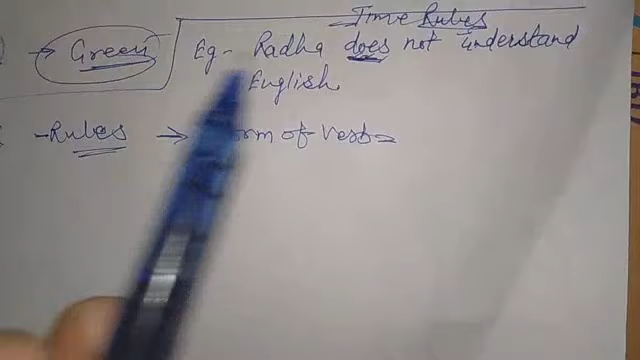 Time Rules
→ Green
Eg- Radha does not understand
English
-Rules → of Verb